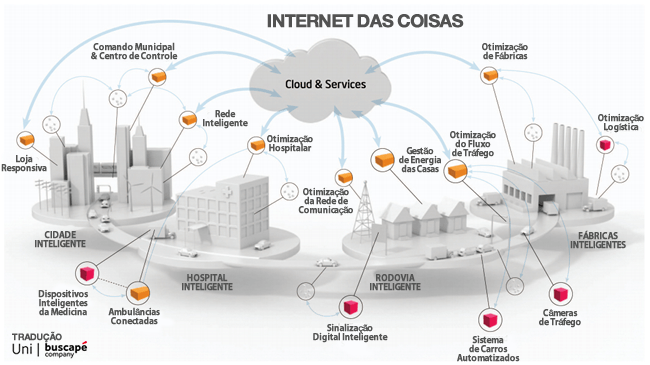 INTERNET DAS COISAS
Comando Municipal
& Centro de Controle
Cloud & Services
Otimização
de Fábricas
Rede
Inteligente
Otimização
Hospitalar
Gestão
de Energia
das Casas
Otimização
do Fluxo
de Tráfego
Otimização
Logística
Loja
Responsiva
Otimização
da Rede de
Comunicação
CIDADE
INTELIGENTE
HOSPITAL
INTELIGENTE
RODOVIA
INTELIGENTE
FÁBRICAS
INTELIGENTES
Dispositivos
Inteligentes
da Medicina
Ambulâncias
Conectadas
Sinalização
Digital Inteligente
Sistema
de Carros
Automatizados
Câmeras
de Tráfego
TRADUÇÃO
Uni | buscapé
company